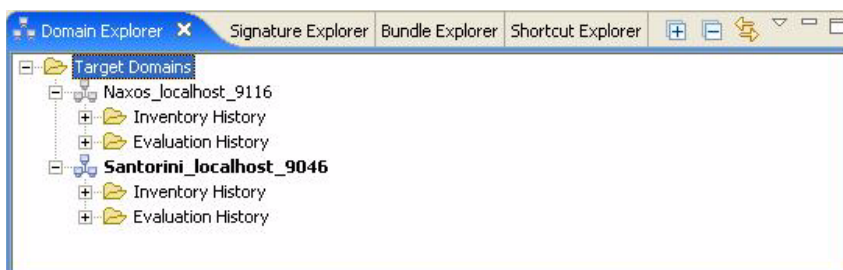 Domain Explorer Signature Explorer Bundle Explorer Shortcut Explorer
Target Domains
Naxos_localhost_9116
Inventory History
Evaluation History
Santorini_localhost_9046
Inventory History
Evaluation History